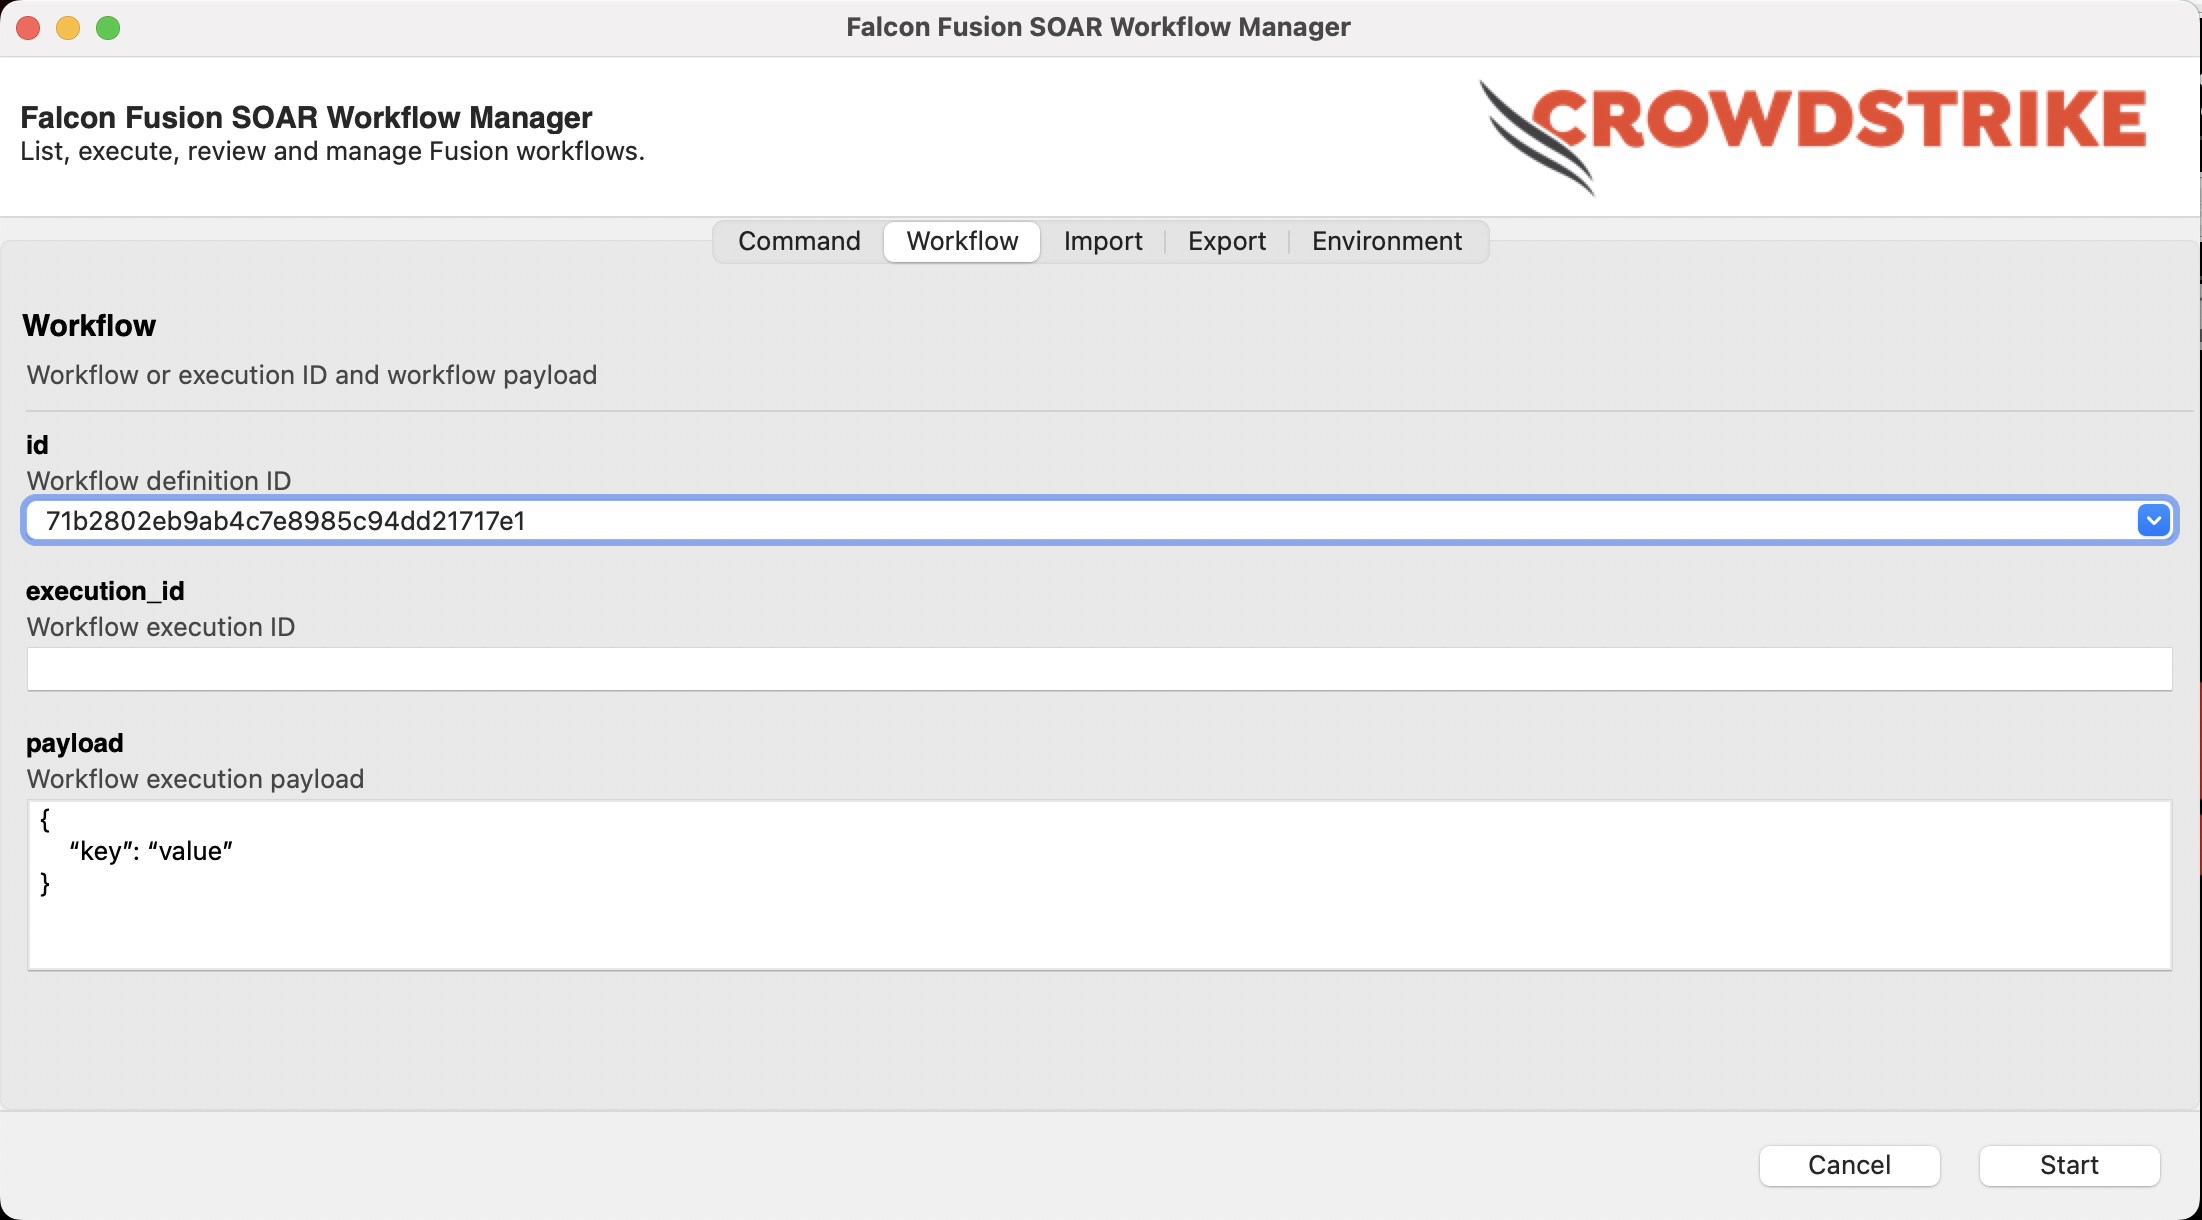 Falcon Fusion SOAR Workflow Manager
Falcon Fusion SOAR Workflow Manager
List, execute, review and manage Fusion workflows.
CROWDSTRIKE
Command Workflow Import Export Environment
Workflow
Workflow or execution ID and workflow payload
id
Workflow definition ID
71b2802eb9ab4c7e8985c94dd21717e1
execution_id
Workflow execution ID
payload
Workflow execution payload
{
“key”: “value”
}
Cancel Start